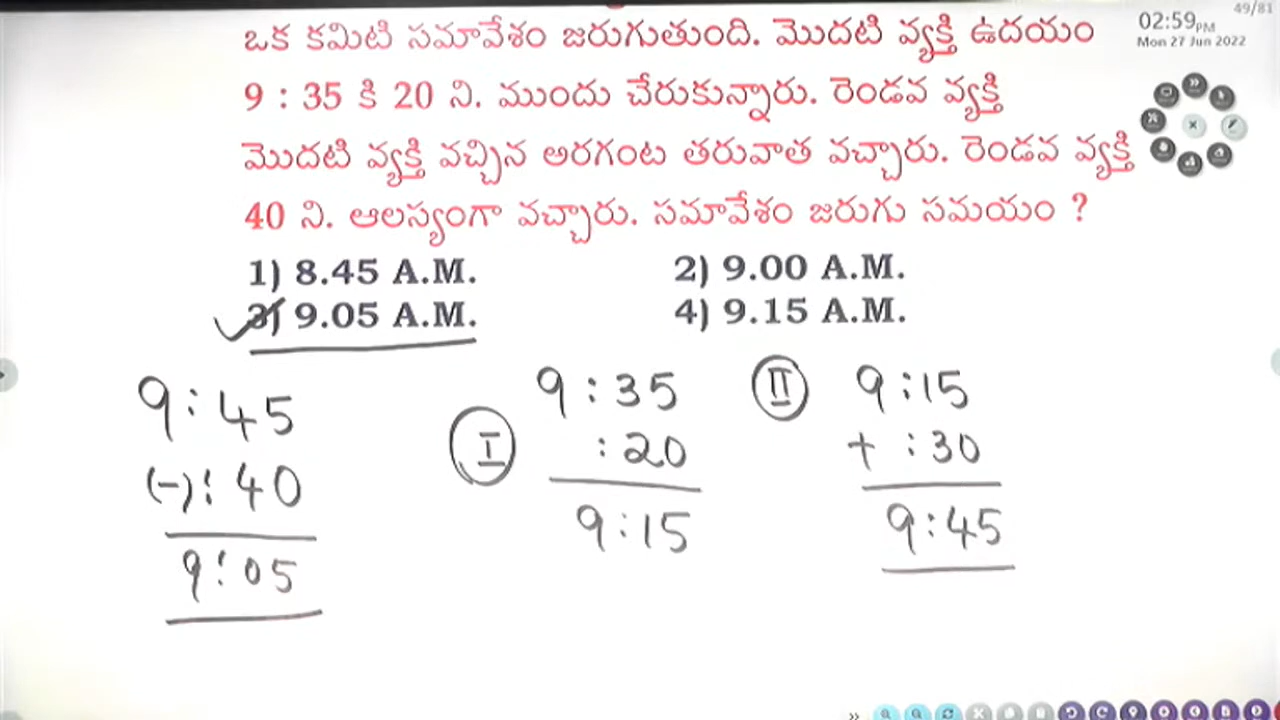 49/81
02:59PM
Mon 27 Jun 2022
ఒక కమిటి సమావేశం జరుగుతుంది. మొదటి వ్యక్తి ఉదయం
9 : 35 కి 20 ని. ముందు చేరుకున్నారు. రెండవ వ్యక్తి
మొదటి వ్యక్తి వచ్చిన అరగంట తరువాత వచ్చారు. రెండవ వ్యక్తి
40 ని. ఆలస్యంగా వచ్చారు. సమావేశం జరుగు సమయం ?
1) 8.45 A.M. 2) 9.00 A.M.
3) 9.05 A.M. 4) 9.15 A.M.
9:45
(-):40
9:05
I
9:35
:20
9:15
II
9:15
+ :30
9:45